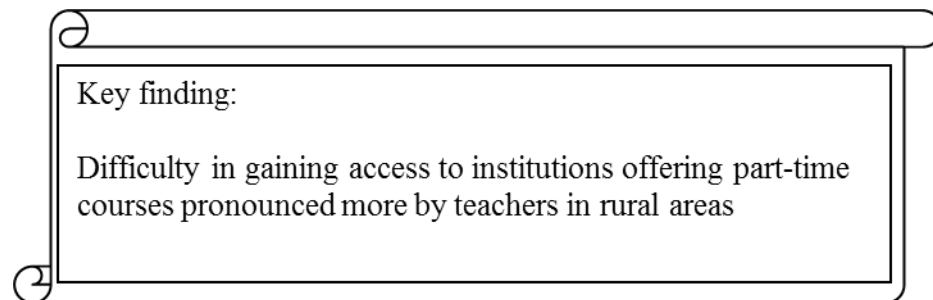 Key finding:
Difficulty in gaining access to institutions offering part-time
courses pronounced more by teachers in rural areas